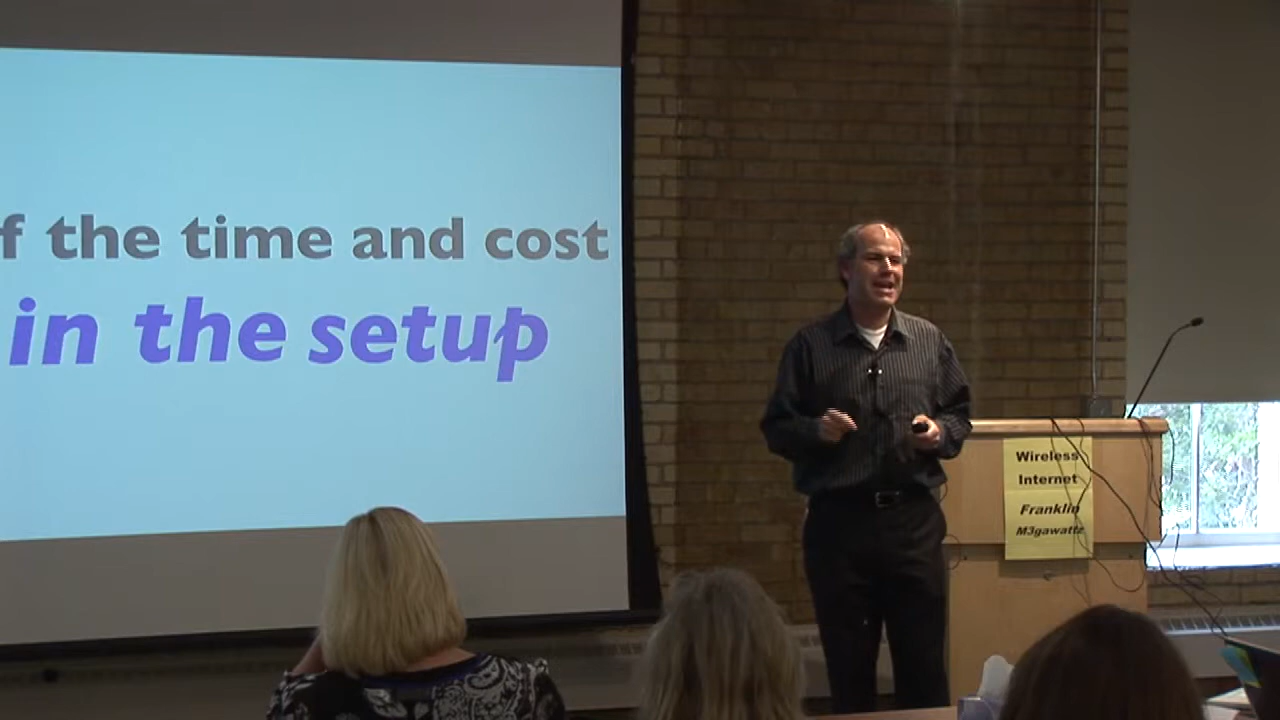 f the time and cost
in the setup
Wireless
Internet
Franklin
M3gawattz